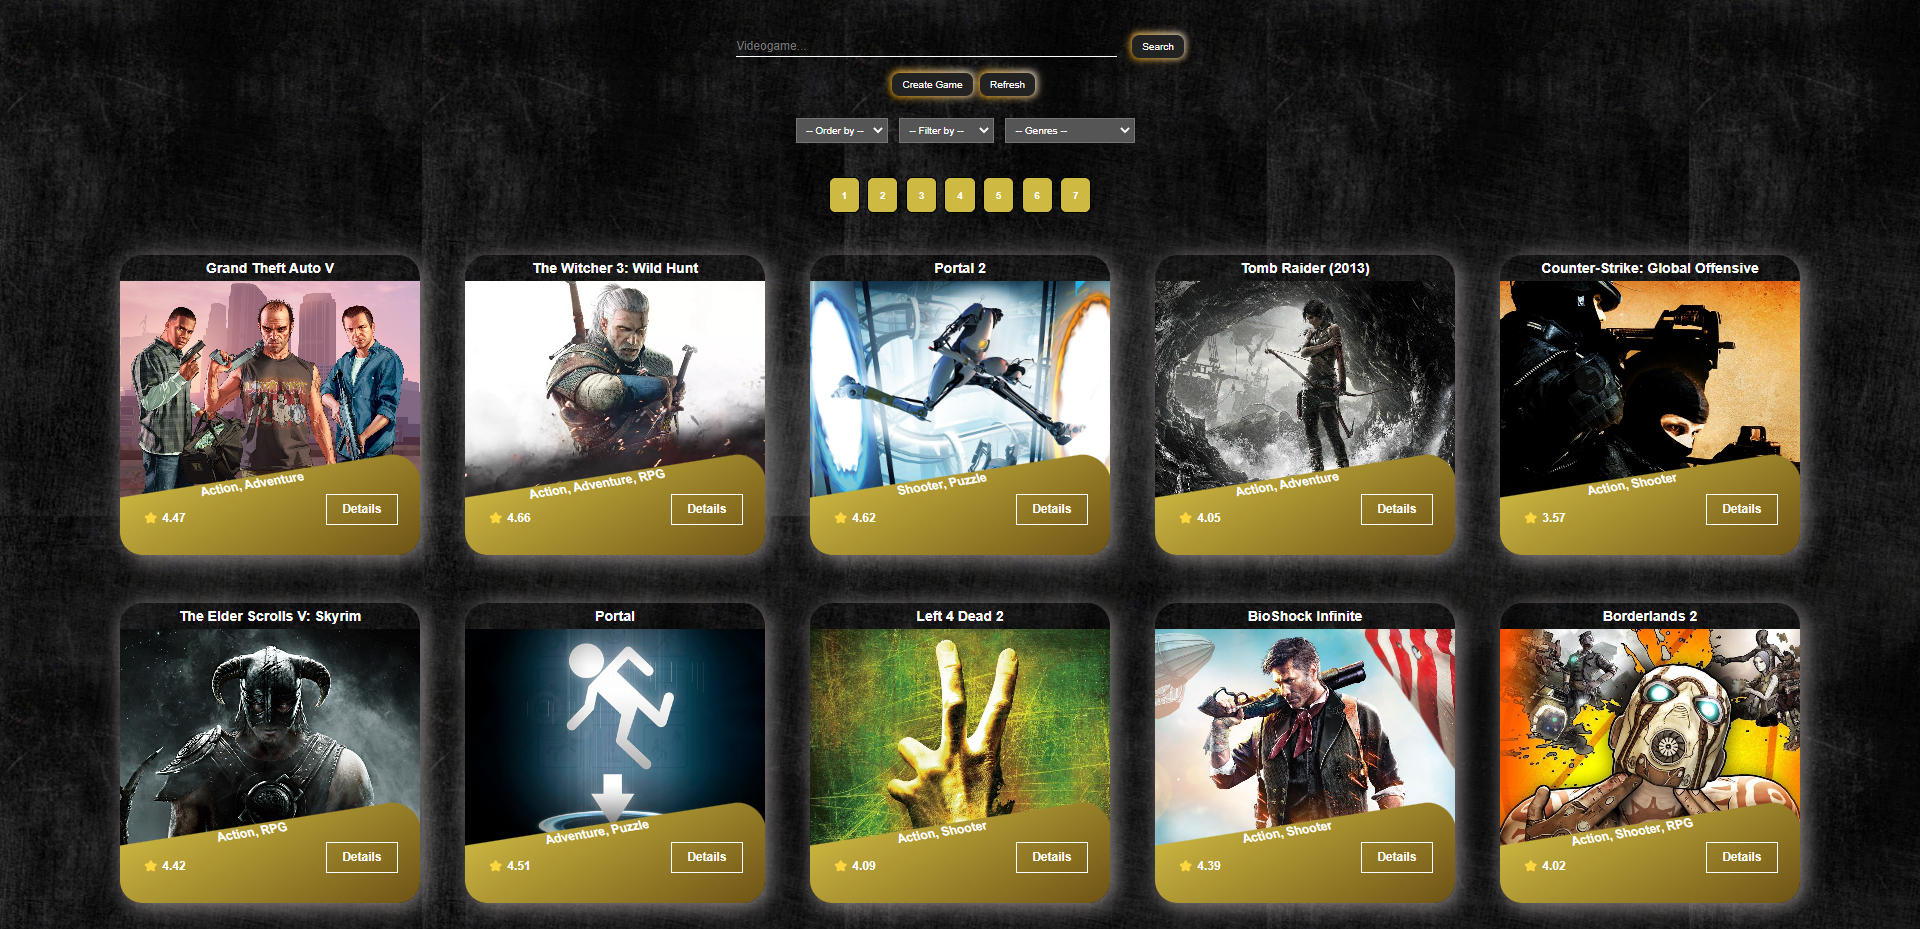 Videogame...
Search
Create Game
Refresh
-- Order by --
-- Filter by --
-- Genres --
1 2 3 4 5 6 7
Grand Theft Auto V
Action, Adventure
4.47
Details
The Witcher 3: Wild Hunt
Action, Adventure, RPG
4.66
Details
Portal 2
Shooter, Puzzle
4.62
Details
Tomb Raider (2013)
Action, Adventure
4.05
Details
Counter-Strike: Global Offensive
Action, Shooter
3.57
Details
The Elder Scrolls V: Skyrim
Action, RPG
4.42
Details
Portal
Adventure, Puzzle
4.51
Details
Left 4 Dead 2
Action, Shooter
4.09
Details
BioShock Infinite
Action, Shooter
4.39
Details
Borderlands 2
Action, Shooter, RPG
4.02
Details